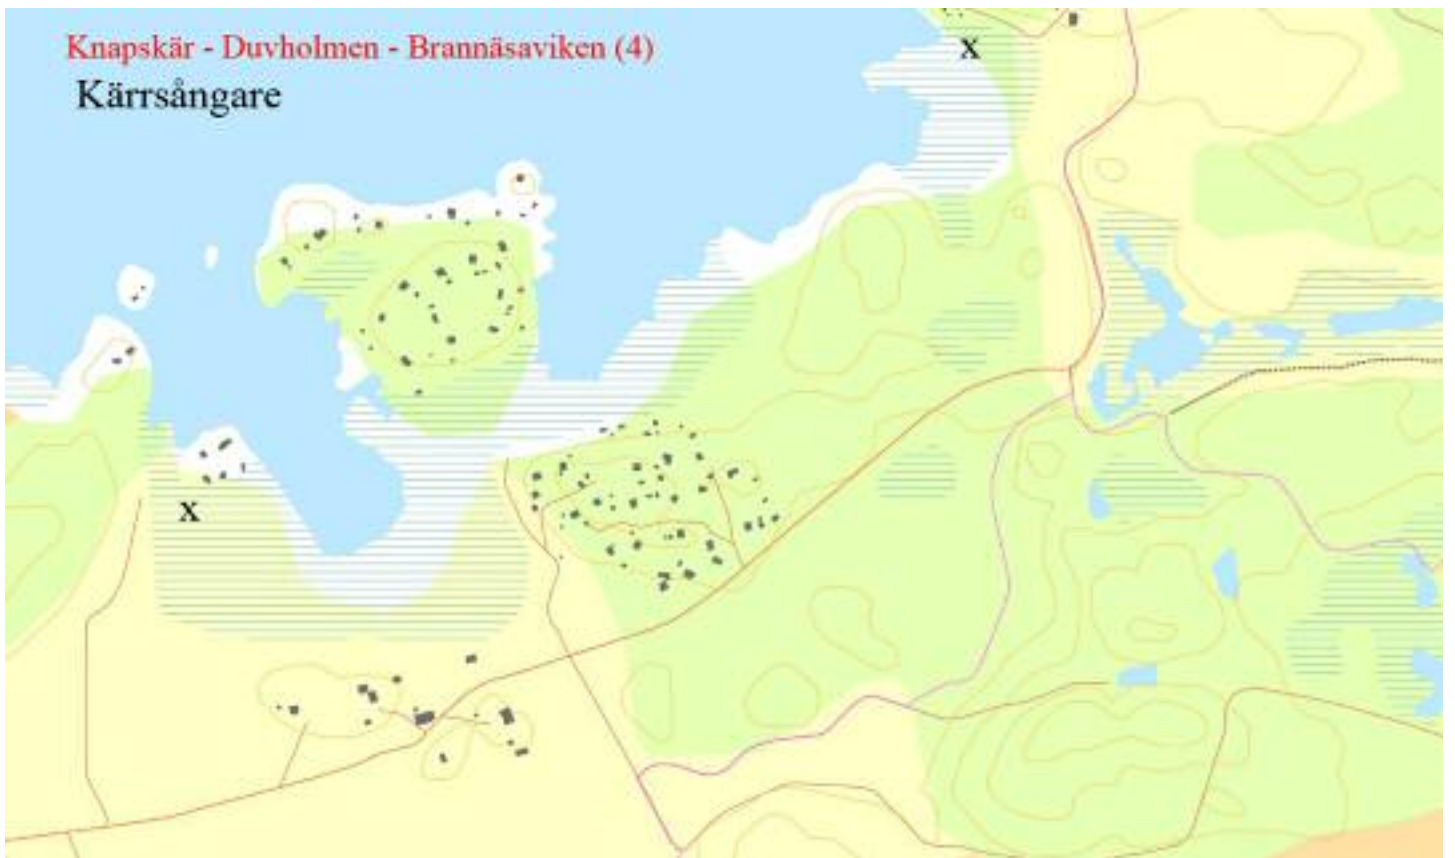 Knapskär - Duvholmen - Brannäsaviken (4)
Kärrsångare
X
X